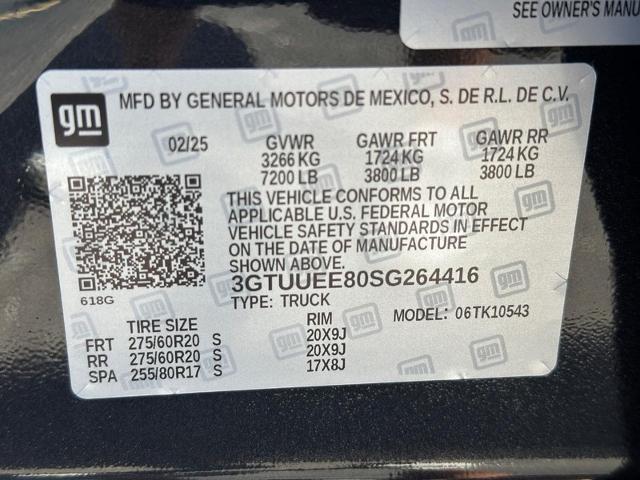 SEE OWNER'S MANU
gm
MFD BY GENERAL MOTORS DE MEXICO, S. DE R.L. DE C.V.
02/25 GVWR GAWR FRT GAWR RR
3266 KG 1724 KG 1724 KG
7200 LB 3800 LB 3800 LB
THIS VEHICLE CONFORMS TO ALL
APPLICABLE U.S. FEDERAL MOTOR
VEHICLE SAFETY STANDARDS IN EFFECT
ON THE DATE OF MANUFACTURE
SHOWN ABOVE.
3GTUUEE80SG264416
618G
TYPE: TRUCK MODEL: 06TK10543
TIRE SIZE RIM
FRT 275/60R20 S 20X9J
RR 275/60R20 S 20X9J
SPA 255/80R17 S 17X8J